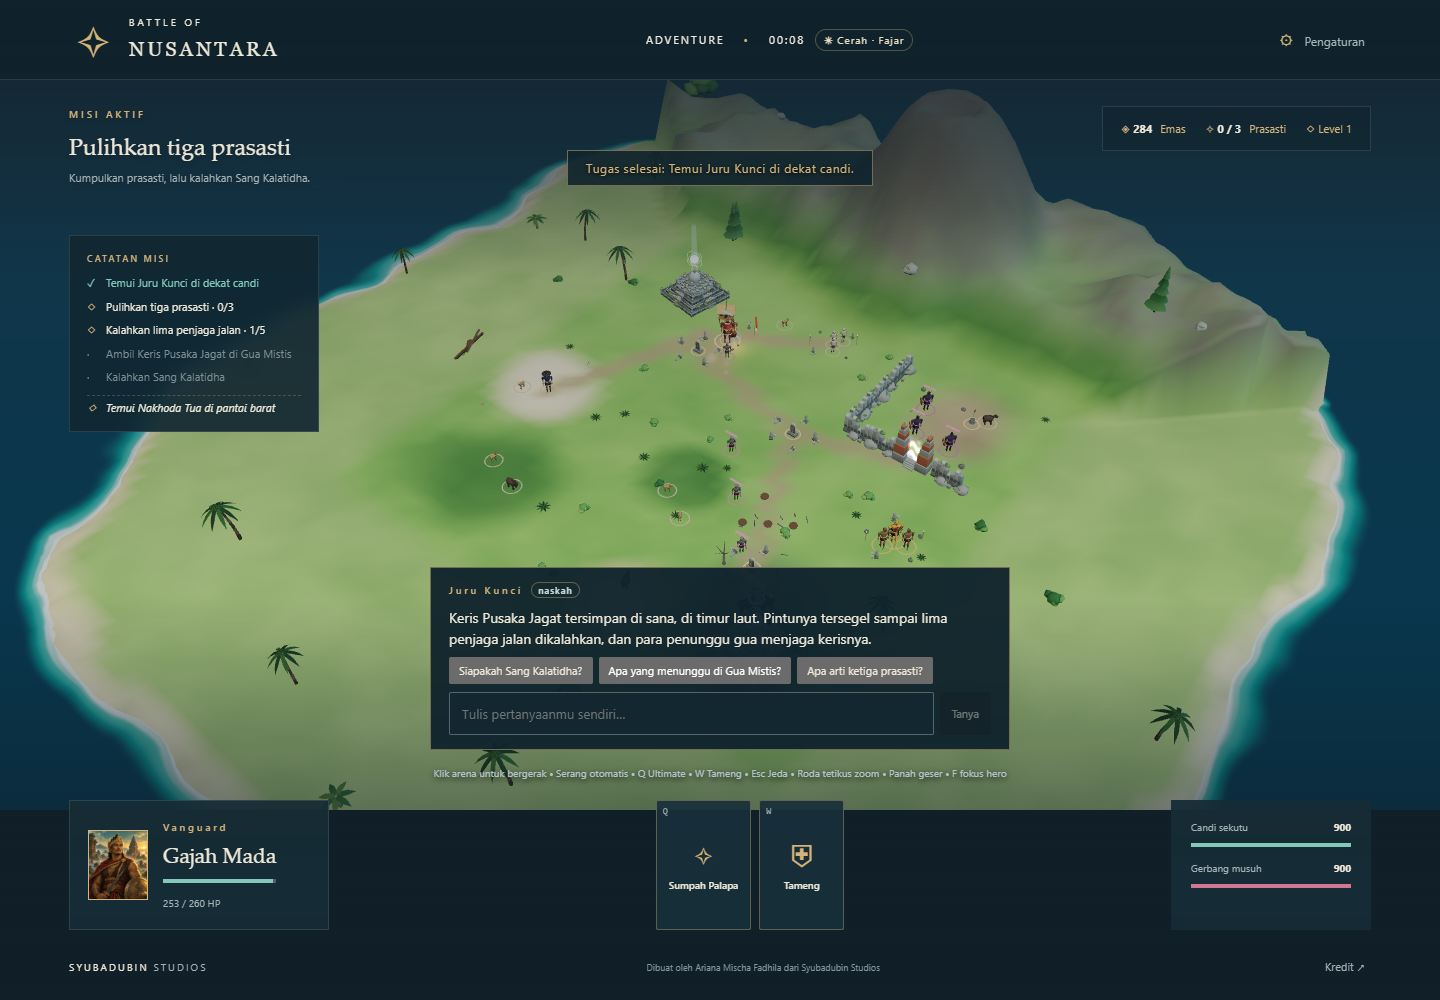 BATTLE OF
NUSANTARA
ADVENTURE • 00:08 Cerah · Fajar
Pengaturan
MISI AKTIF
Pulihkan tiga prasasti
Kumpulkan prasasti, lalu kalahkan Sang Kalatidha.
284 Emas 0 / 3 Prasasti Level 1
Tugas selesai: Temui Juru Kunci di dekat candi.
CATATAN MISI
✓ Temui Juru Kunci di dekat candi
◇ Pulihkan tiga prasasti · 0/3
◇ Kalahkan lima penjaga jalan · 1/5
· Ambil Keris Pusaka Jagat di Gua Mistis
· Kalahkan Sang Kalatidha
◇ Temui Nakhoda Tua di pantai barat
Juru Kunci naskah
Keris Pusaka Jagat tersimpan di sana, di timur laut. Pintunya tersegel sampai lima
penjaga jalan dikalahkan, dan para penunggu gua menjaga kerisnya.
Siapakah Sang Kalatidha? Apa yang menunggu di Gua Mistis? Apa arti ketiga prasasti?
Tulis pertanyaanmu sendiri... Tanya
Klik arena untuk bergerak • Serang otomatis • Q Ultimate • W Tameng • Esc Jeda • Roda tetikus zoom • Panah geser • F fokus hero
Vanguard
Gajah Mada
253 / 260 HP
Q
Sumpah Palapa
W
Tameng
Candi sekutu 900
Gerbang musuh 900
SYUBADUBIN STUDIOS
Dibuat oleh Ariana Mischa Fadhila dari Syubadubin Studios
Kredit ↗